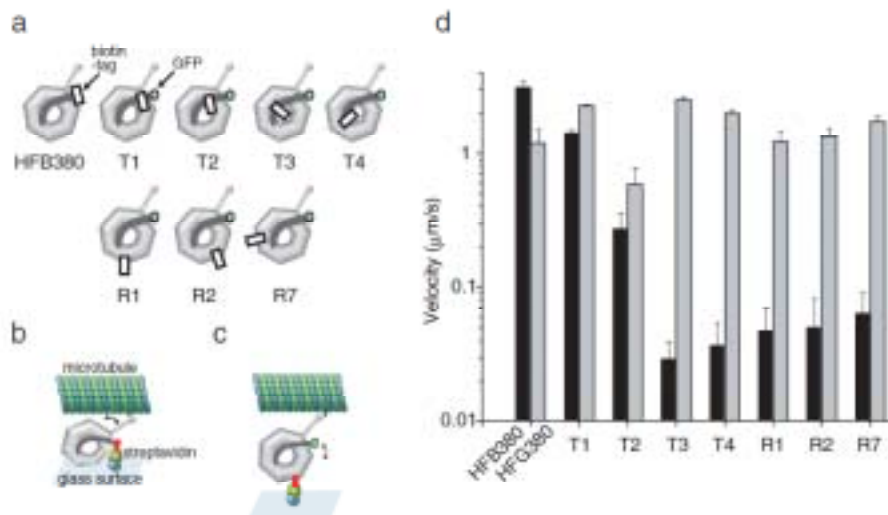 a
biotin
-tag
GFP
HFB380 T1 T2 T3 T4
R1 R2 R7
b
microtubule
streptavidin
glass surface
c
d
Velocity (μm/s)
1
0.1
0.01
HFB380
HFG380
T1 T2 T3 T4 R1 R2 R7